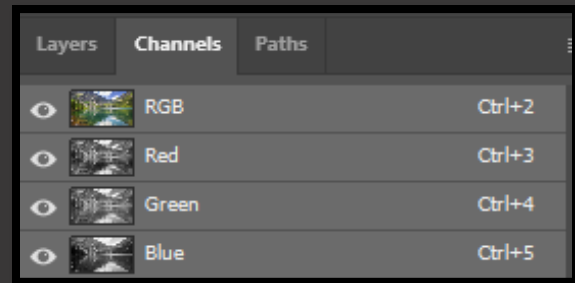 Layers Channels Paths
RGB Ctrl+2
Red Ctrl+3
Green Ctrl+4
Blue Ctrl+5